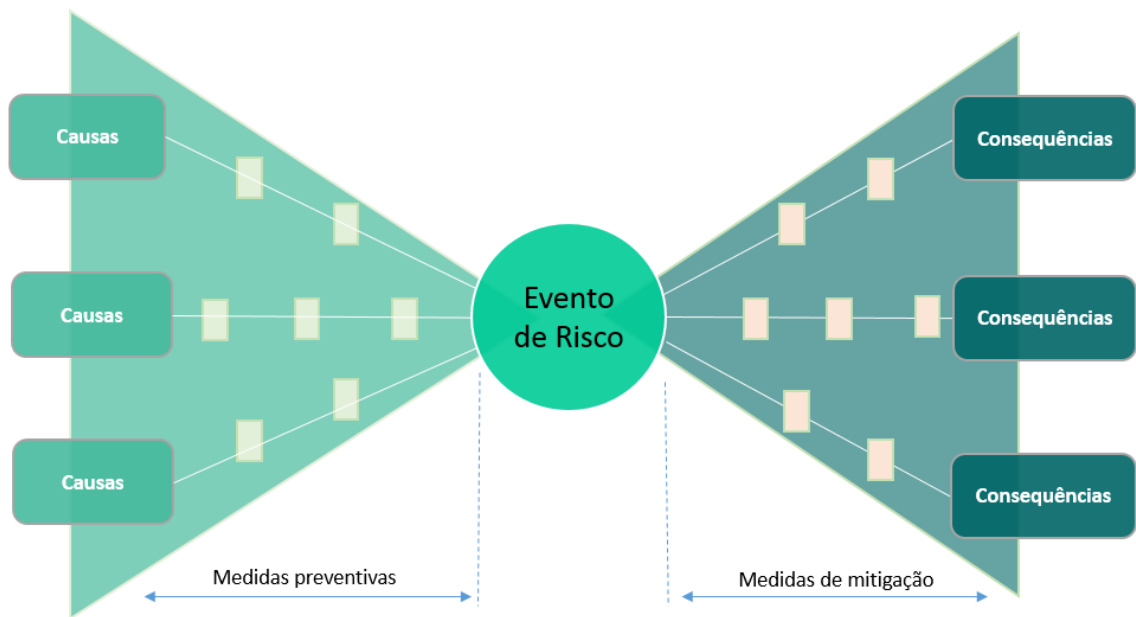 Causas
Consequências
Causas
Evento
de Risco
Consequências
Causas
Consequências
Medidas preventivas
Medidas de mitigação